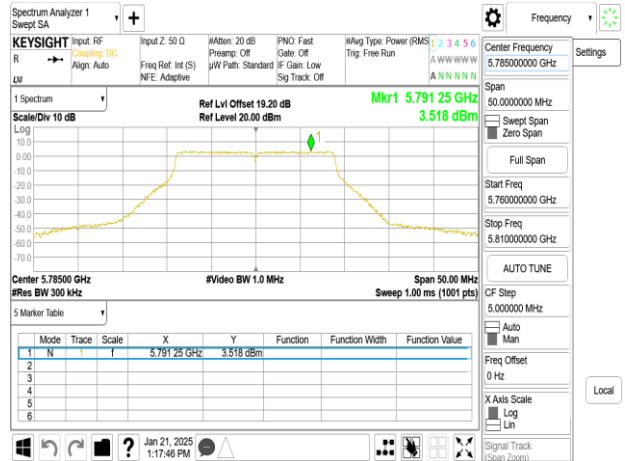 Spectrum Analyzer 1
Swept SA
Frequency
Settings
KEYSIGHT
R
LXI
Input: RF
Coupling: DC
Align: Auto
Input Z: 50 Ω
Freq Ref: Int (S)
NFE: Adaptive
#Atten: 20 dB
Preamp: Off
µW Path: Standard
PNO: Fast
Gate: Off
IF Gain: Low
Sig Track: Off
#Avg Type: Power (RMS
Trig: Free Run
1 2 3 4 5 6
A W W W W W
A N N N N N
1 Spectrum
Scale/Div 10 dB
Ref Lvl Offset 19.20 dB
Ref Level 20.00 dBm
Mkr1 5.791 25 GHz
3.518 dBm
Log
1
10.0
0.00
-10.0
-20.0
-30.0
-40.0
-50.0
-60.0
-70.0
Center 5.78500 GHz
#Res BW 300 kHz
#Video BW 1.0 MHz
Span 50.00 MHz
Sweep 1.00 ms (1001 pts)
5 Marker Table
Mode Trace Scale X Y Function Function Width Function Value
1 N 1 f 5.791 25 GHz 3.518 dBm
2
3
4
5
6
Center Frequency
5.785000000 GHz
Span
50.0000000 MHz
Swept Span
Zero Span
Full Span
Start Freq
5.760000000 GHz
Stop Freq
5.810000000 GHz
AUTO TUNE
CF Step
5.000000 MHz
Auto
Man
Freq Offset
0 Hz
X Axis Scale
Log
Lin
Signal Track
(Span Zoom)
Local
?
Jan 21, 2025
1:17:46 PM